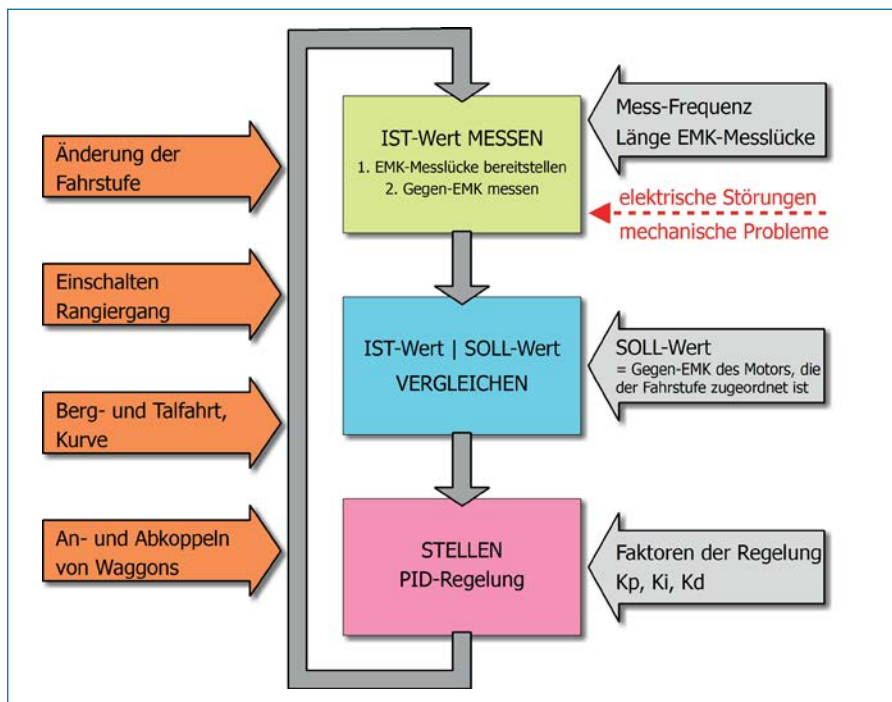 Änderung der
Fahrstufe
Einschalten
Rangiergang
Berg- und Talfahrt,
Kurve
An- und Abkoppeln
von Waggons
IST-Wert MESSEN
1. EMK-Messlücke bereitstellen
2. Gegen-EMK messen
IST-Wert | SOLL-Wert
VERGLEICHEN
STELLEN
PID-Regelung
Mess-Frequenz
Länge EMK-Messlücke
elektrische Störungen
mechanische Probleme
SOLL-Wert
= Gegen-EMK des Motors, die
der Fahrstufe zugeordnet ist
Faktoren der Regelung
Kp, Ki, Kd